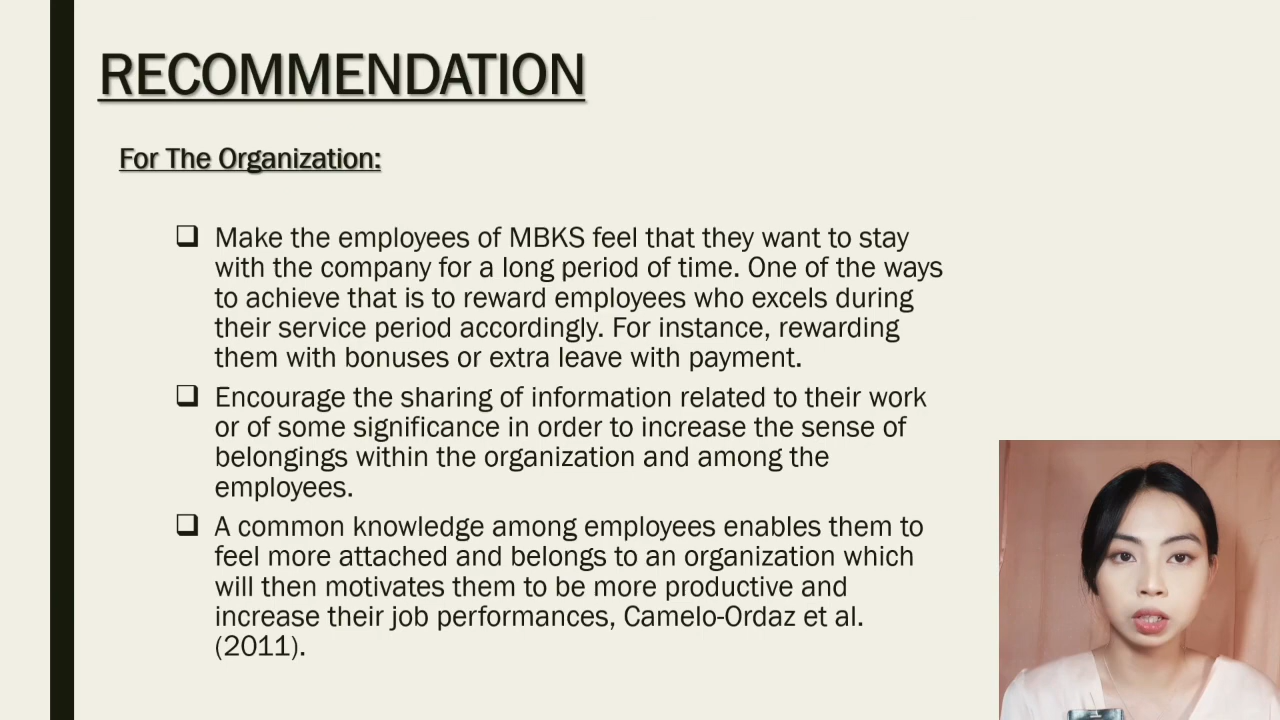 RECOMMENDATION
For The Organization:
Make the employees of MBKS feel that they want to stay
with the company for a long period of time. One of the ways
to achieve that is to reward employees who excels during
their service period accordingly. For instance, rewarding
them with bonuses or extra leave with payment.
Encourage the sharing of information related to their work
or of some significance in order to increase the sense of
belongings within the organization and among the
employees.
A common knowledge among employees enables them to
feel more attached and belongs to an organization which
will then motivates them to be more productive and
increase their job performances, Camelo-Ordaz et al.
(2011).